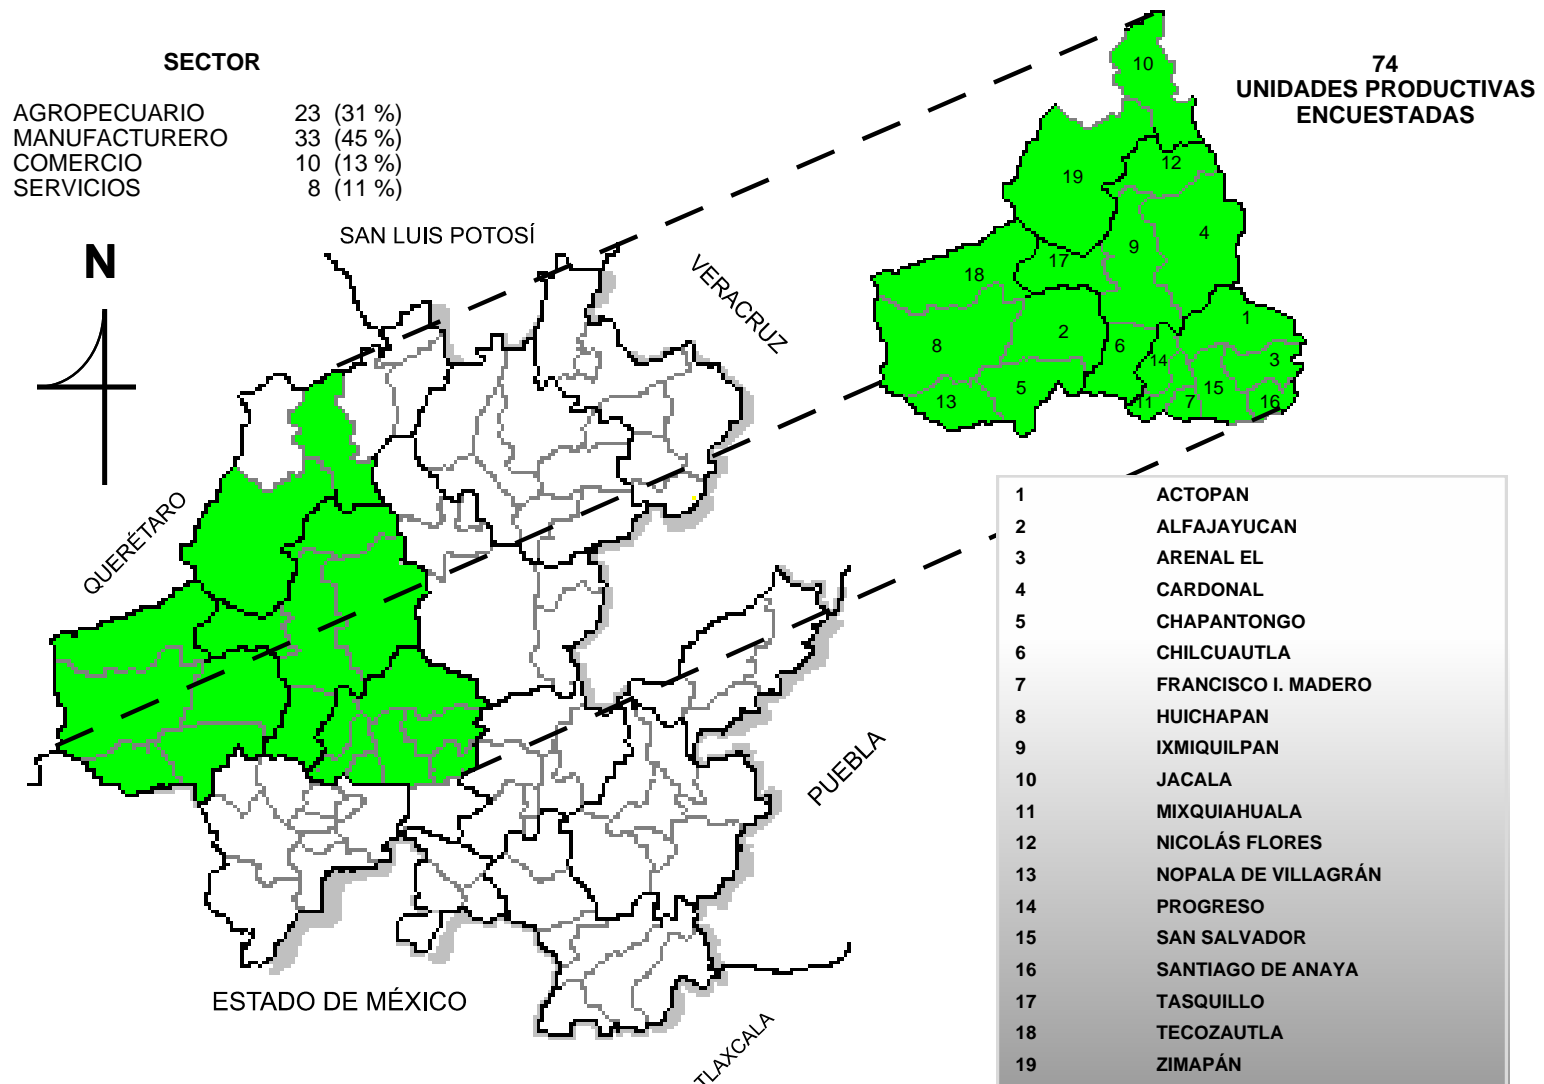 SECTOR
AGROPECUARIO 23 (31 %)
MANUFACTURERO 33 (45 %)
COMERCIO 10 (13 %)
SERVICIOS 8 (11 %)
74
UNIDADES PRODUCTIVAS
ENCUESTADAS
N
SAN LUIS POTOSÍ
VERACRUZ
QUERÉTARO
PUEBLA
ESTADO DE MÉXICO
TLAXCALA
10
12
19
4
9
17
18
1
2
8
6
14
3
5
15
13
11
7
16
1 ACTOPAN
2 ALFAJAYUCAN
3 ARENAL EL
4 CARDONAL
5 CHAPANTONGO
6 CHILCUAUTLA
7 FRANCISCO I. MADERO
8 HUICHAPAN
9 IXMIQUILPAN
10 JACALA
11 MIXQUIAHUALA
12 NICOLÁS FLORES
13 NOPALA DE VILLAGRÁN
14 PROGRESO
15 SAN SALVADOR
16 SANTIAGO DE ANAYA
17 TASQUILLO
18 TECOZAUTLA
19 ZIMAPÁN